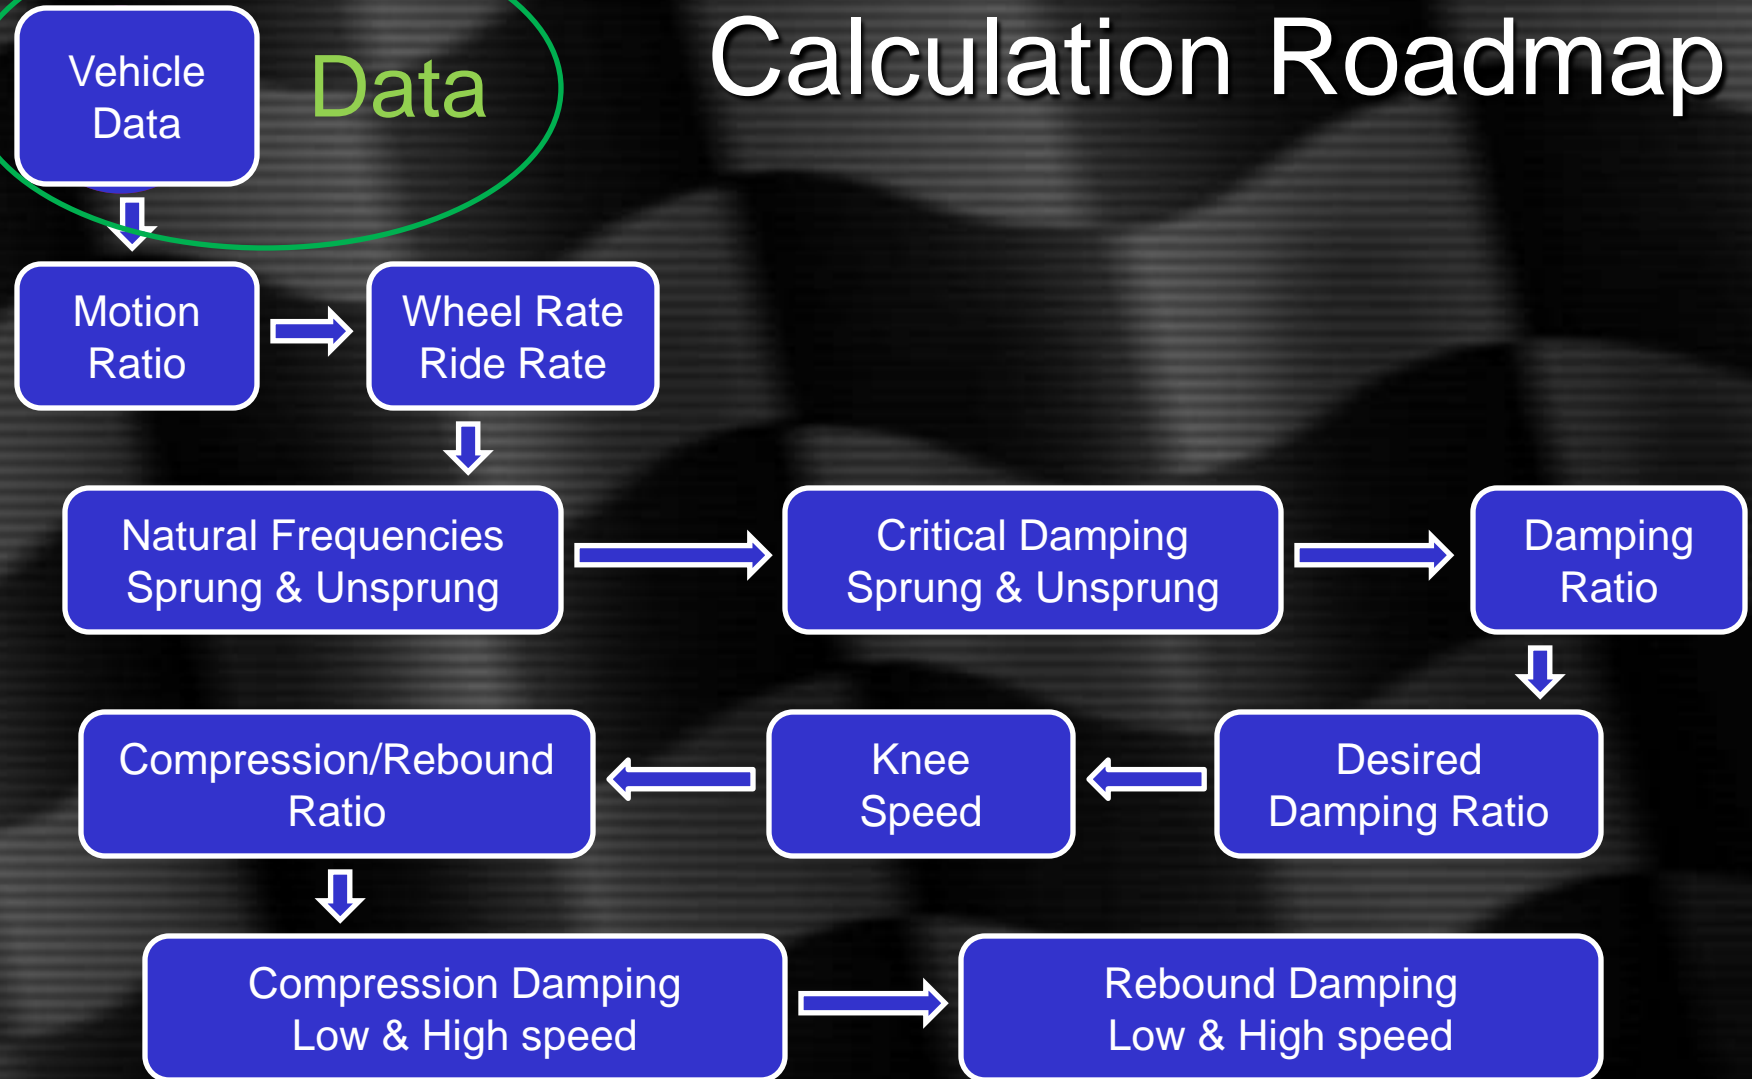 Calculation Roadmap
Vehicle
Data
Data
Motion
Ratio
Wheel Rate
Ride Rate
Natural Frequencies
Sprung & Unsprung
Critical Damping
Sprung & Unsprung
Damping
Ratio
Desired
Damping Ratio
Knee
Speed
Compression/Rebound
Ratio
Compression Damping
Low & High speed
Rebound Damping
Low & High speed